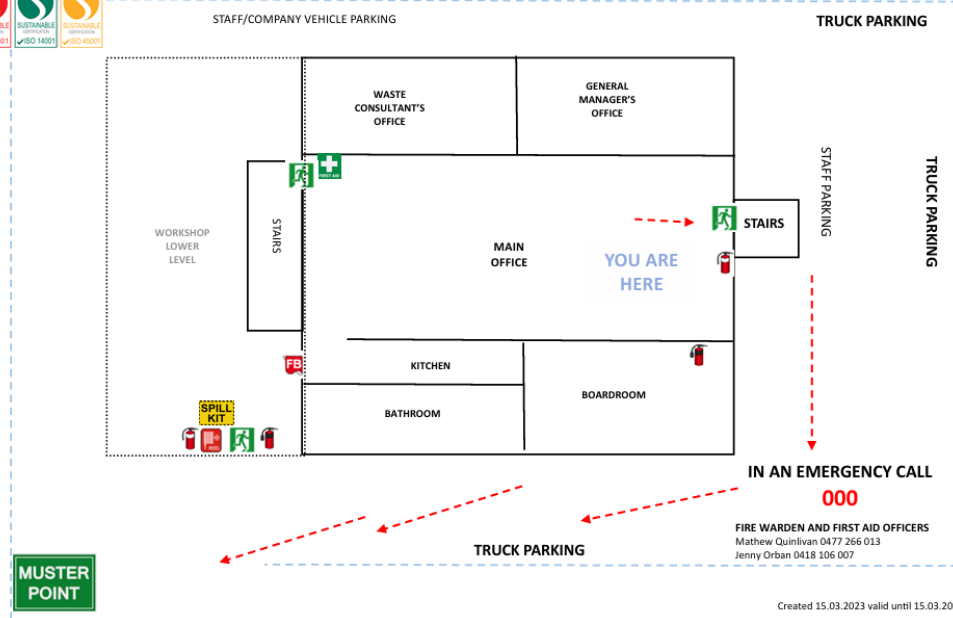 STAFF/COMPANY VEHICLE PARKING
TRUCK PARKING
SUSTAINABLE
SUSTAINABLE
CERTIFICATION
CERTIFICATION
✓ISO 14001
✓ISO 45001
WASTE
CONSULTANT'S
OFFICE
GENERAL
MANAGER'S
OFFICE
FIRST AID
STAFF PARKING
TRUCK PARKING
STAIRS
STAIRS
WORKSHOP
LOWER
LEVEL
MAIN
OFFICE
YOU ARE
HERE
FB
KITCHEN
BOARDROOM
BATHROOM
SPILL
KIT
IN AN EMERGENCY CALL
000
FIRE WARDEN AND FIRST AID OFFICERS
Mathew Quinlivan 0477 266 013
Jenny Orban 0418 106 007
TRUCK PARKING
MUSTER
POINT
Created 15.03.2023 valid until 15.03.20